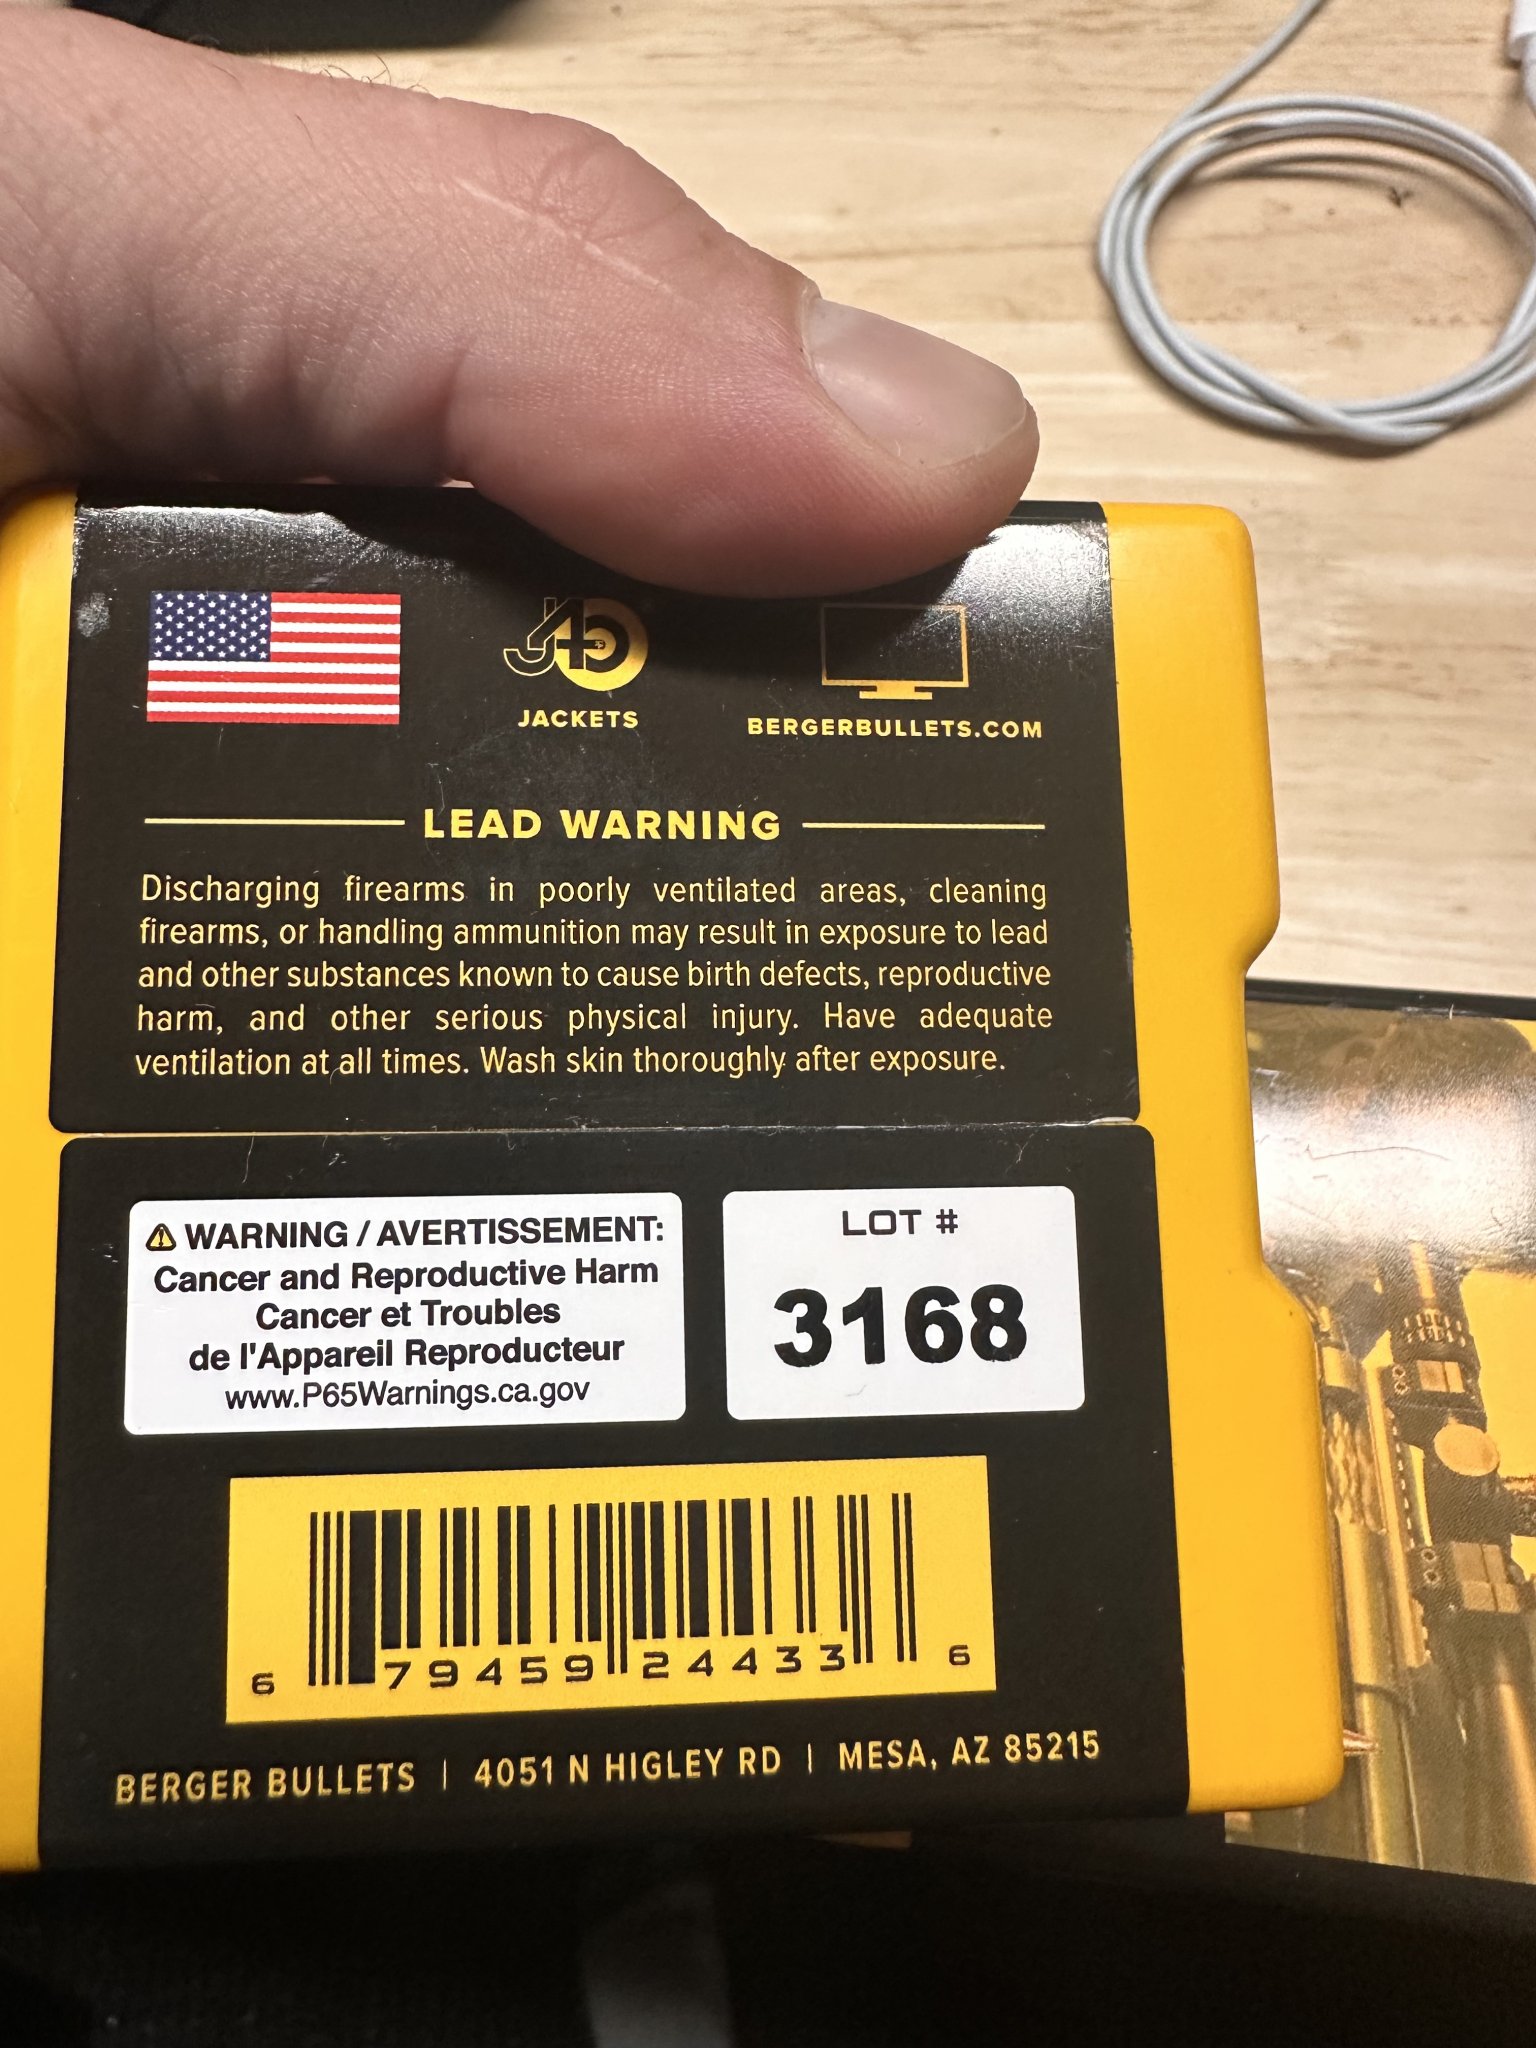 J4
JACKETS
BERGERBULLETS.COM
LEAD WARNING
Discharging firearms in poorly ventilated areas, cleaning
firearms, or handling ammunition may result in exposure to lead
and other substances known to cause birth defects, reproductive
harm, and other serious physical injury. Have adequate
ventilation at all times. Wash skin thoroughly after exposure.
WARNING / AVERTISSEMENT:
Cancer and Reproductive Harm
Cancer et Troubles
de l'Appareil Reproducteur
www.P65Warnings.ca.gov
LOT #
3168
6 79459 24433 6
BERGER BULLETS | 4051 N HIGLEY RD | MESA, AZ 85215